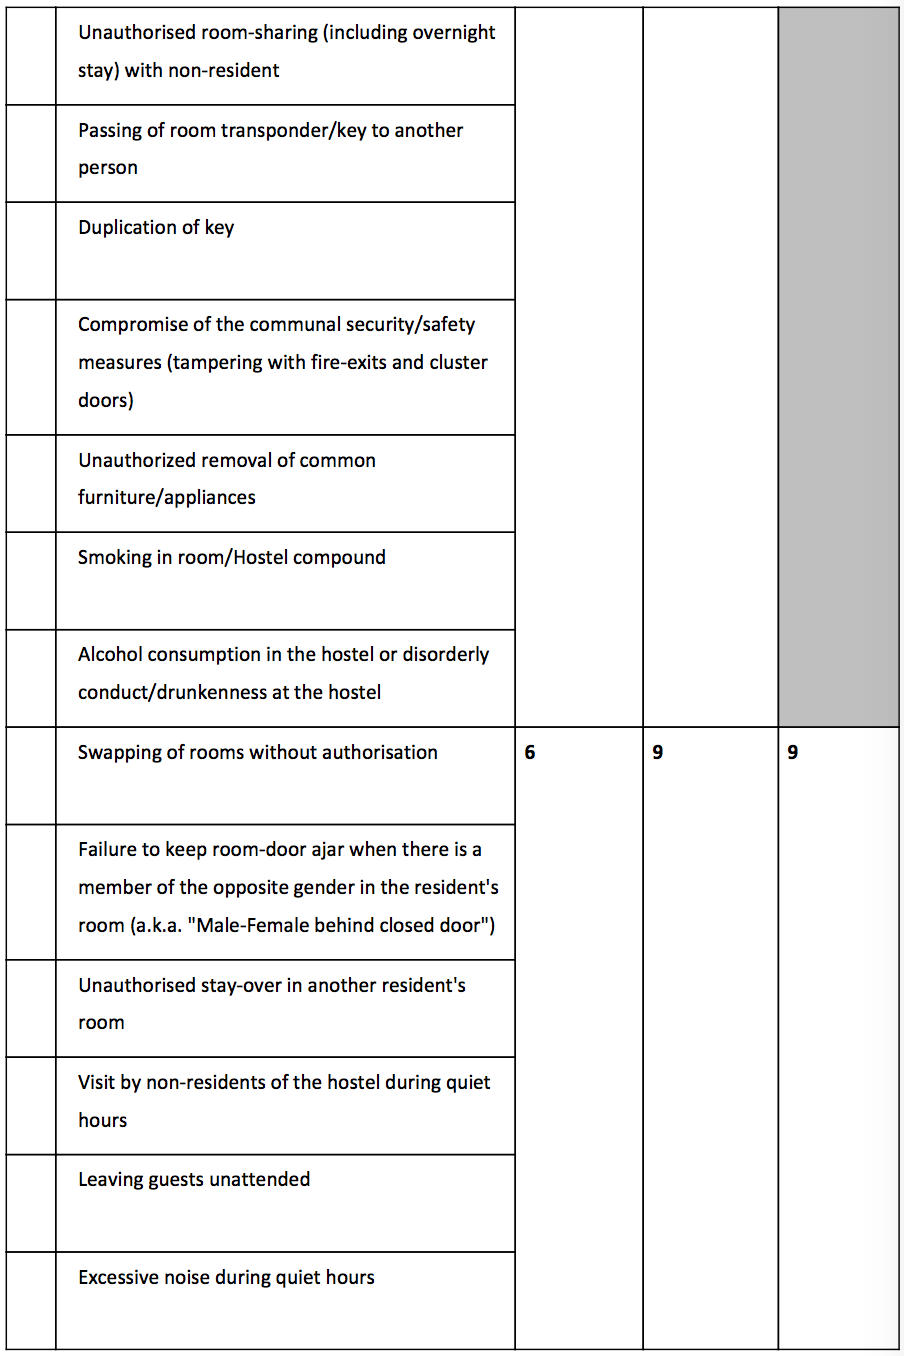 Unauthorised room-sharing (including overnight
stay) with non-resident
Passing of room transponder/key to another
person
Duplication of key
Compromise of the communal security/safety
measures (tampering with fire-exits and cluster
doors)
Unauthorized removal of common
furniture/appliances
Smoking in room/Hostel compound
Alcohol consumption in the hostel or disorderly
conduct/drunkenness at the hostel
Swapping of rooms without authorisation 6 9 9
Failure to keep room-door ajar when there is a
member of the opposite gender in the resident's
room (a.k.a. "Male-Female behind closed door")
Unauthorised stay-over in another resident's
room
Visit by non-residents of the hostel during quiet
hours
Leaving guests unattended
Excessive noise during quiet hours